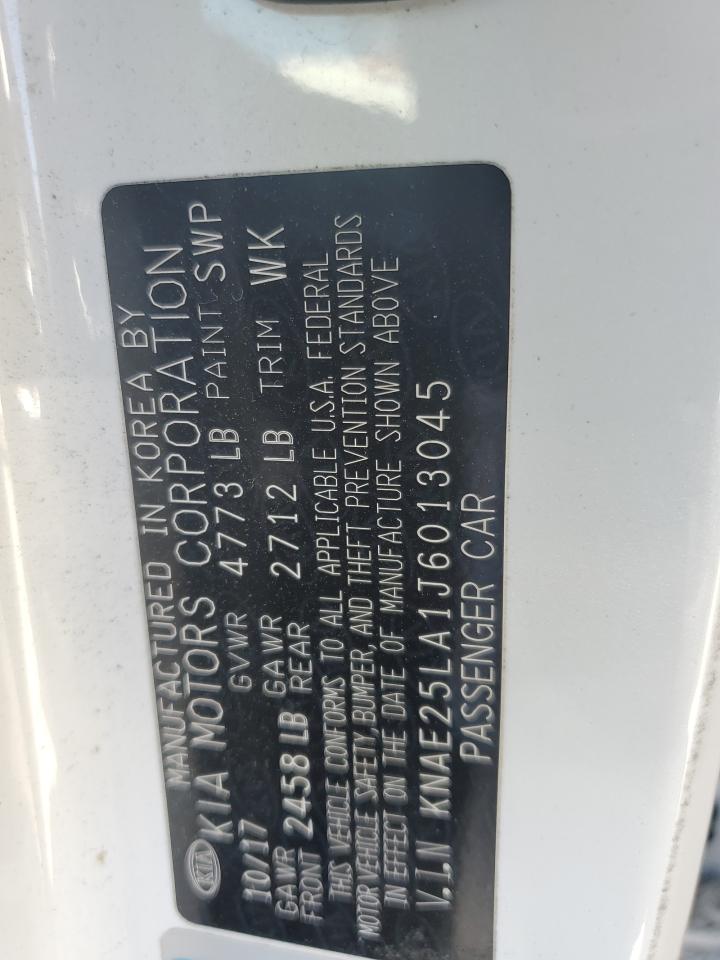 MANUFACTURED IN KOREA BY
KIA KIA MOTORS CORPORATION
10/17 GVWR 4773 LB PAINT SWP
GAWR FRONT 2458 LB GAWR REAR 2712 LB TRIM WK
THIS VEHICLE CONFORMS TO ALL APPLICABLE U.S.A. FEDERAL
MOTOR VEHICLE SAFETY, BUMPER, AND THEFT PREVENTION STANDARDS
IN EFFECT ON THE DATE OF MANUFACTURE SHOWN ABOVE
V.I.N KNAE25LA1J6013045
PASSENGER CAR